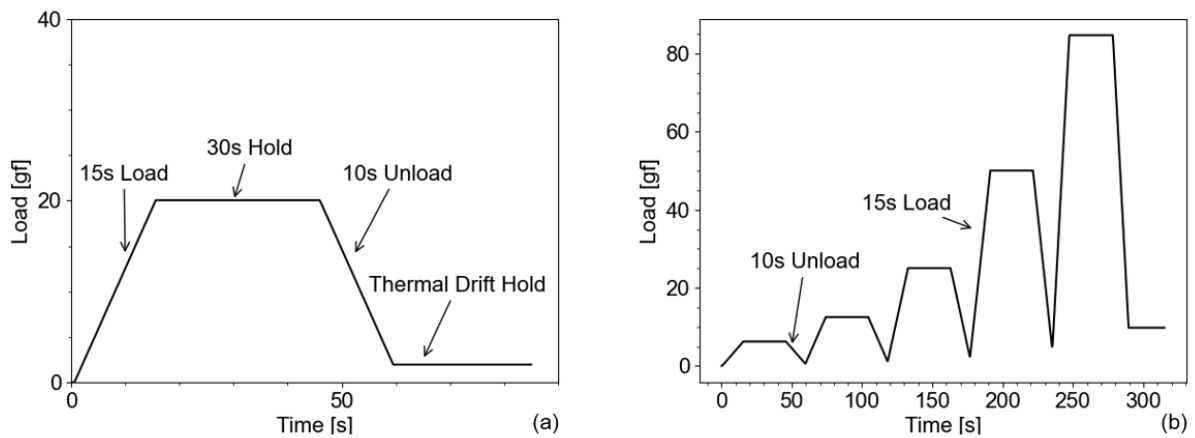 40
20
0
0
50
Load [gf]
Time [s]
15s Load
30s Hold
10s Unload
Thermal Drift Hold
(a)
80
60
40
20
0
0
50
100
150
200
250
300
Load [gf]
Time [s]
15s Load
10s Unload
(b)